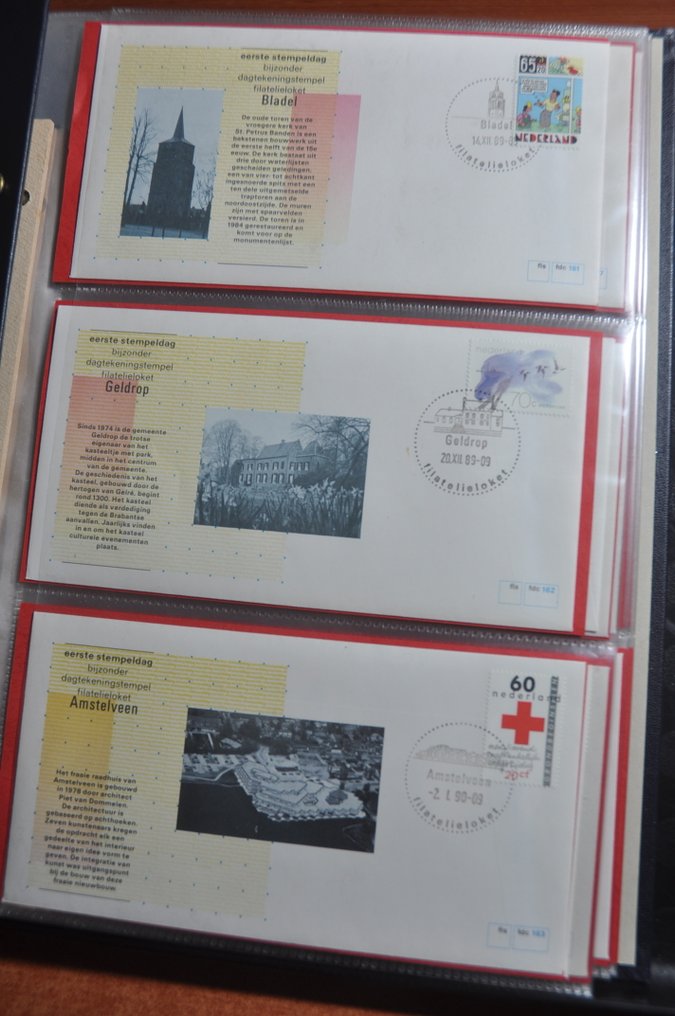 eerste stempeldag
bijzonder
dagtekeningstempel
filatelieloket
Bladel
De oude toren van de
vroegere kerk van
St. Petrus Banden is een
bakstenen bouwwerk uit
de eerste helft van de 15e
eeuw. De kerk bestaat uit
drie door waterlijsten
gescheiden geledingen,
een van vier- tot achtkant
ingesnoerde spits met een
ten dele uitgemetselde
traptoren aan de
noordoostzijde. De muren
zijn met spaarvelden
versierd. De toren is in
1984 gerestaureerd en
komt voor op de
monumentenlijst.
65
NEDERLAND
Bladel
14.XII.89-09
filatelieloket
fls fdc 181
eerste stempeldag
bijzonder
dagtekeningstempel
filatelieloket
Geldrop
Sinds 1974 is de gemeente
Geldrop de trotse
eigenaar van het
kasteeltje met park,
midden in het centrum
van de gemeente.
De geschiedenis van het
kasteel, gebouwd door de
hertogen van Gelre, begint
rond 1300. Het kasteel
diende als verdediging
tegen de Brabantse
aanvallen. Jaarlijks vinden
in en om het kasteel
culturele evenementen
plaats.
nederland
70c
Geldrop
20.XII.89-09
filatelieloket
fls fdc 182
eerste stempeldag
bijzonder
dagtekeningstempel
filatelieloket
Amstelveen
Het fraaie raadhuis van
Amstelveen is gebouwd
in 1978 door architect
Piet van Dommelen.
De architectuur is
gebaseerd op achthoeken.
Zeven kunstenaars kregen
de opdracht elk een
gedeelte van het interieur
naar eigen idee vorm te
geven. De integratie van
kunst was uitgangspunt
bij de bouw van deze
fraaie nieuwbouw
60
nederland
20ct
Amstelveen
-2.I.90-09
filatelieloket
fls fdc 183